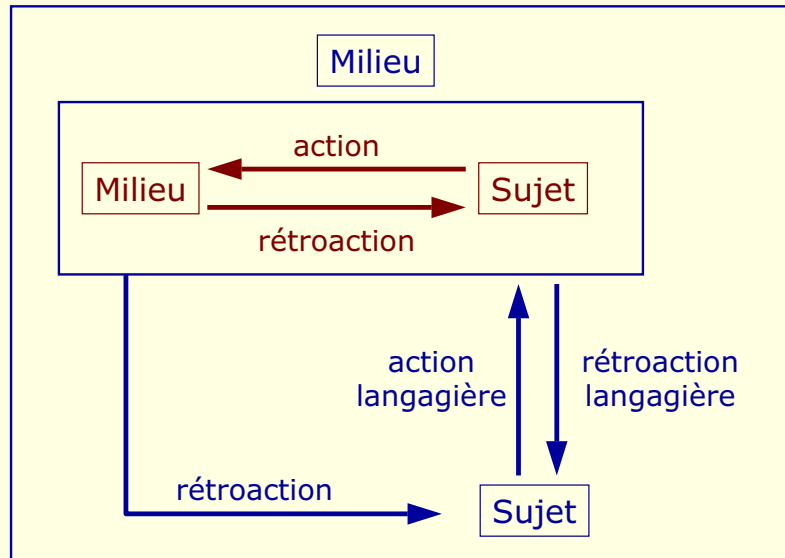 Milieu
action
Milieu
Sujet
rétroaction
action
langagière
rétroaction
langagière
rétroaction
Sujet